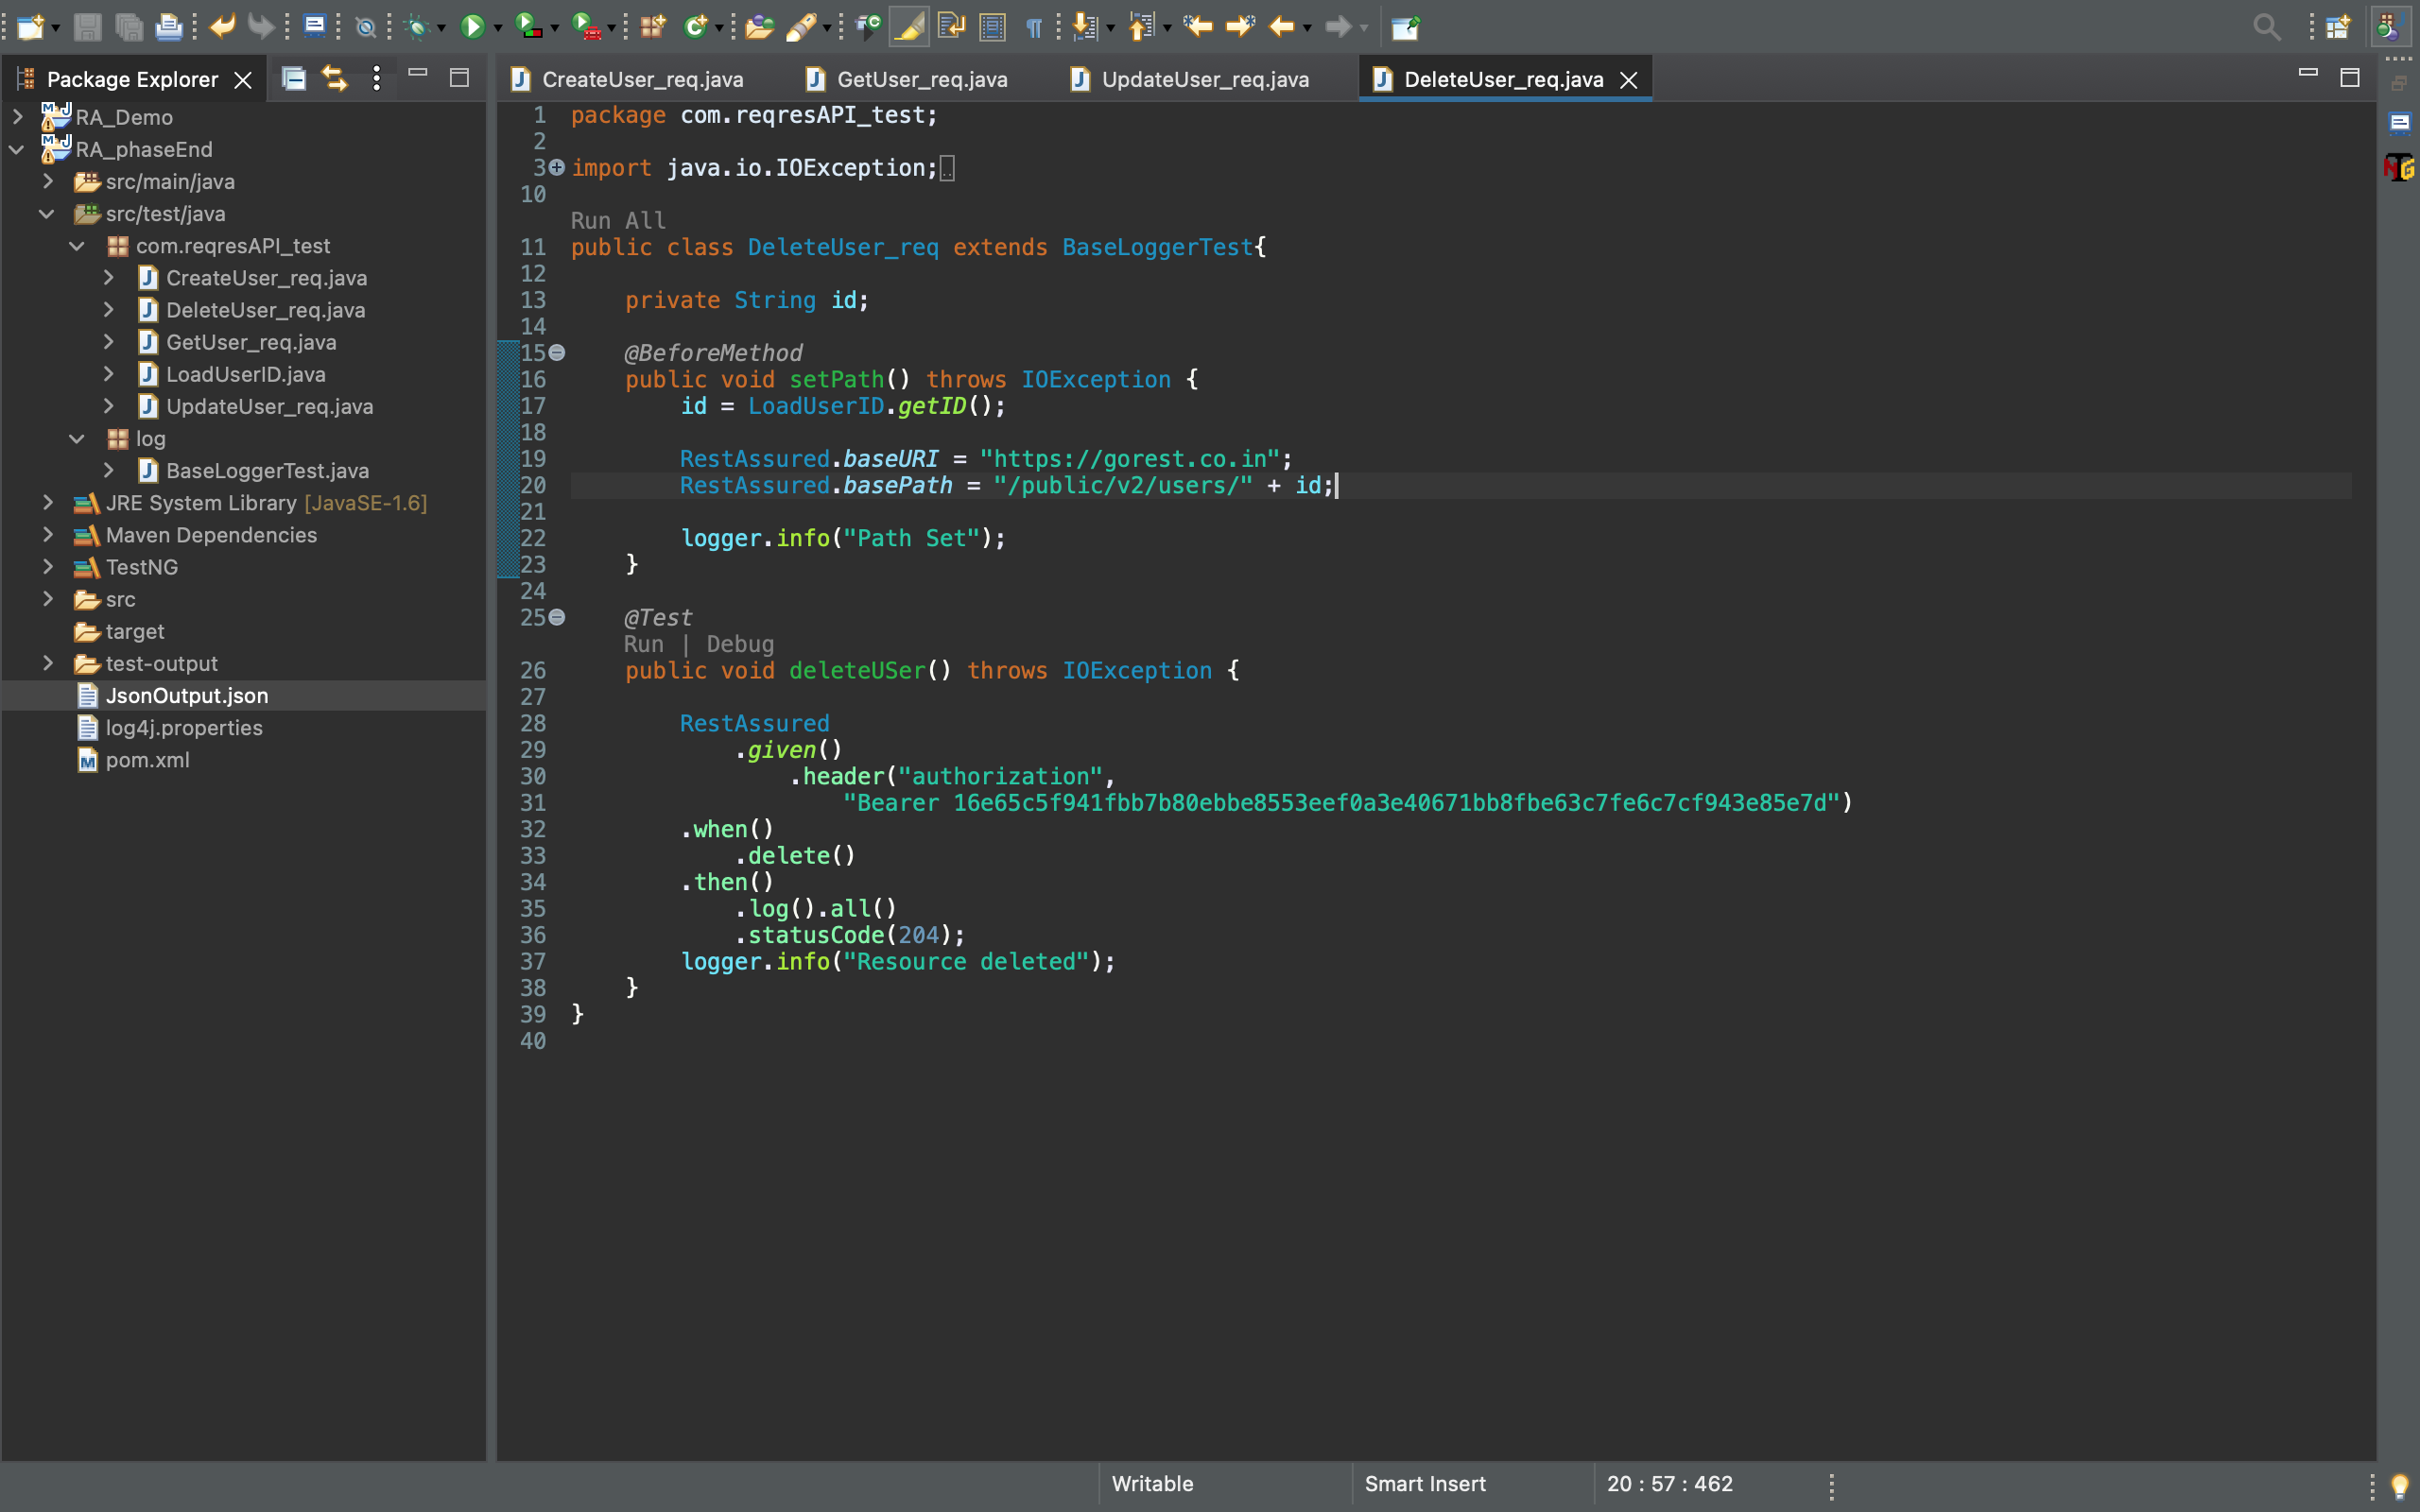 Package Explorer
RA_Demo
RA_phaseEnd
src/main/java
src/test/java
com.reqresAPI_test
CreateUser_req.java
DeleteUser_req.java
GetUser_req.java
LoadUserID.java
UpdateUser_req.java
log
BaseLoggerTest.java
JRE System Library [JavaSE-1.6]
Maven Dependencies
TestNG
src
target
test-output
JsonOutput.json
log4j.properties
pom.xml
CreateUser_req.java GetUser_req.java UpdateUser_req.java DeleteUser_req.java
1 package com.reqresAPI_test;
2
3 import java.io.IOException;
10
Run All
11 public class DeleteUser_req extends BaseLoggerTest{
12
13 private String id;
14
15 @BeforeMethod
16 public void setPath() throws IOException {
17 id = LoadUserID.getID();
18
19 RestAssured.baseURI = "https://gorest.co.in";
20 RestAssured.basePath = "/public/v2/users/" + id;
21
22 logger.info("Path Set");
23 }
24
25 @Test
Run | Debug
26 public void deleteUSer() throws IOException {
27
28 RestAssured
29 .given()
30 .header("authorization",
31 "Bearer 16e65c5f941fbb7b80ebbe8553eef0a3e40671bb8fbe63c7fe6c7cf943e85e7d")
32 .when()
33 .delete()
34 .then()
35 .log().all()
36 .statusCode(204);
37 logger.info("Resource deleted");
38 }
39 }
40
Writable Smart Insert 20 : 57 : 462